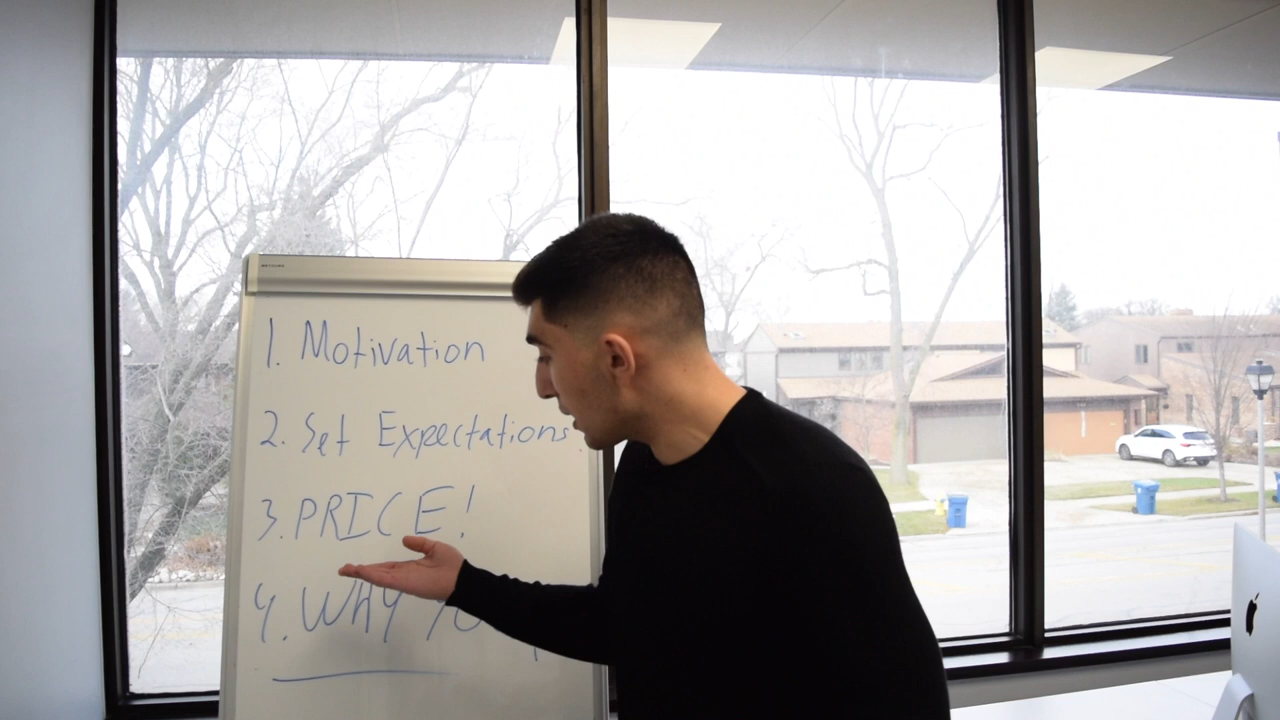 1. Motivation
2. Set Expectations
3. PRICE!
4. WHY